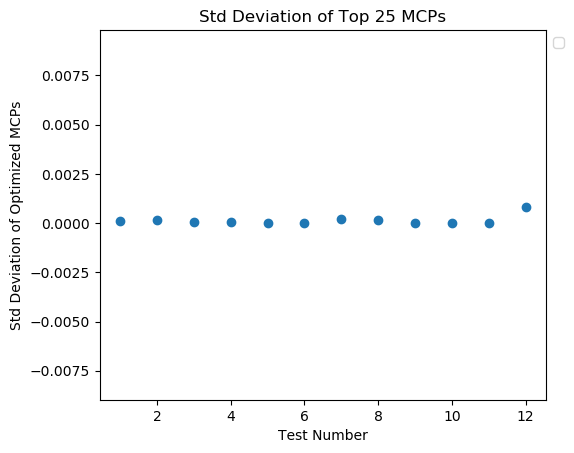 Std Deviation of Top 25 MCPs
Std Deviation of Optimized MCPs
0.0075
0.0050
0.0025
0.0000
−0.0025
−0.0050
−0.0075
2 4 6 8 10 12
Test Number